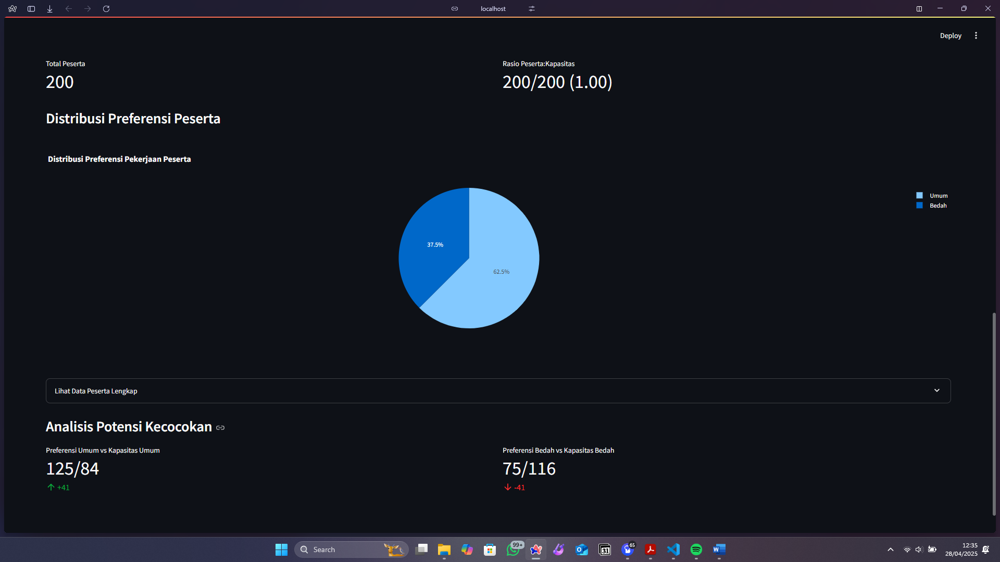 localhost
Deploy
Total Peserta
200
Rasio Peserta:Kapasitas
200/200 (1.00)
Distribusi Preferensi Peserta
Distribusi Preferensi Pekerjaan Peserta
Umum
Bedah
37.5%
62.5%
Lihat Data Peserta Lengkap
Analisis Potensi Kecocokan
Preferensi Umum vs Kapasitas Umum
125/84
+41
Preferensi Bedah vs Kapasitas Bedah
75/116
-41
Search
99+
31
65
12:35
28/04/2025